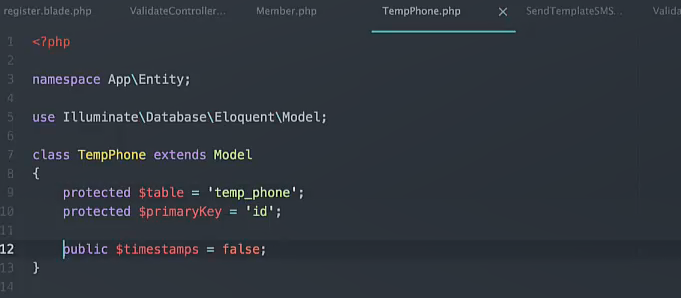 register.blade.php ValidateController... Member.php TempPhone.php × SendTemplateSMS... Valida
1 <?php
2
3 namespace App\Entity;
4
5 use Illuminate\Database\Eloquent\Model;
6
7 class TempPhone extends Model
8 {
9 protected $table = 'temp_phone';
10 protected $primaryKey = 'id';
11
12 public $timestamps = false;
13 }
14